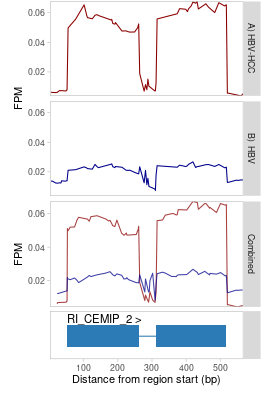 0.06
0.04
0.02
A) HBV-HCC
FPM
0.06
0.04
0.02
B) HBV
0.06
0.04
0.02
Combined
FPM
RI_CEMIP_2 >
100 200 300 400 500
Distance from region start (bp)